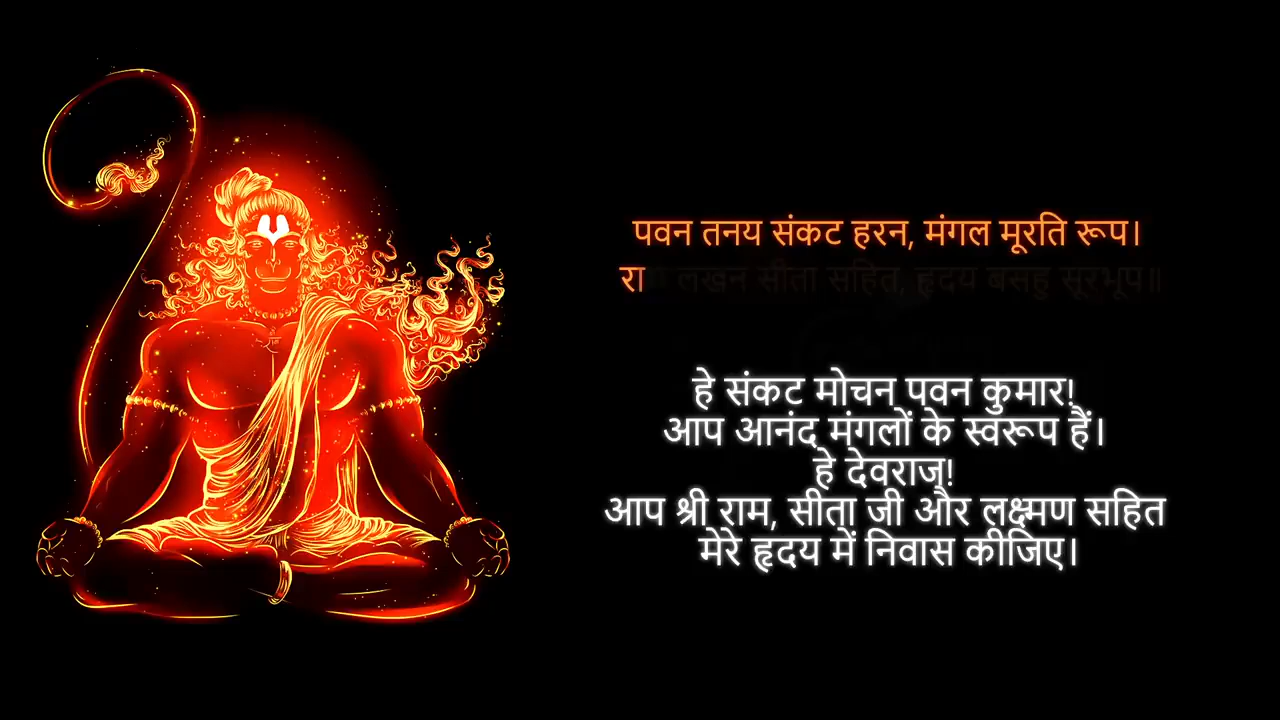 पवन तनय संकट हरन, मंगल मूरति रूप।
राम लखन सीता सहित, हृदय बसहु सूरभूप॥
हे संकट मोचन पवन कुमार!
आप आनंद मंगलों के स्वरूप हैं।
हे देवराज!
आप श्री राम, सीता जी और लक्ष्मण सहित
मेरे हृदय में निवास कीजिए।